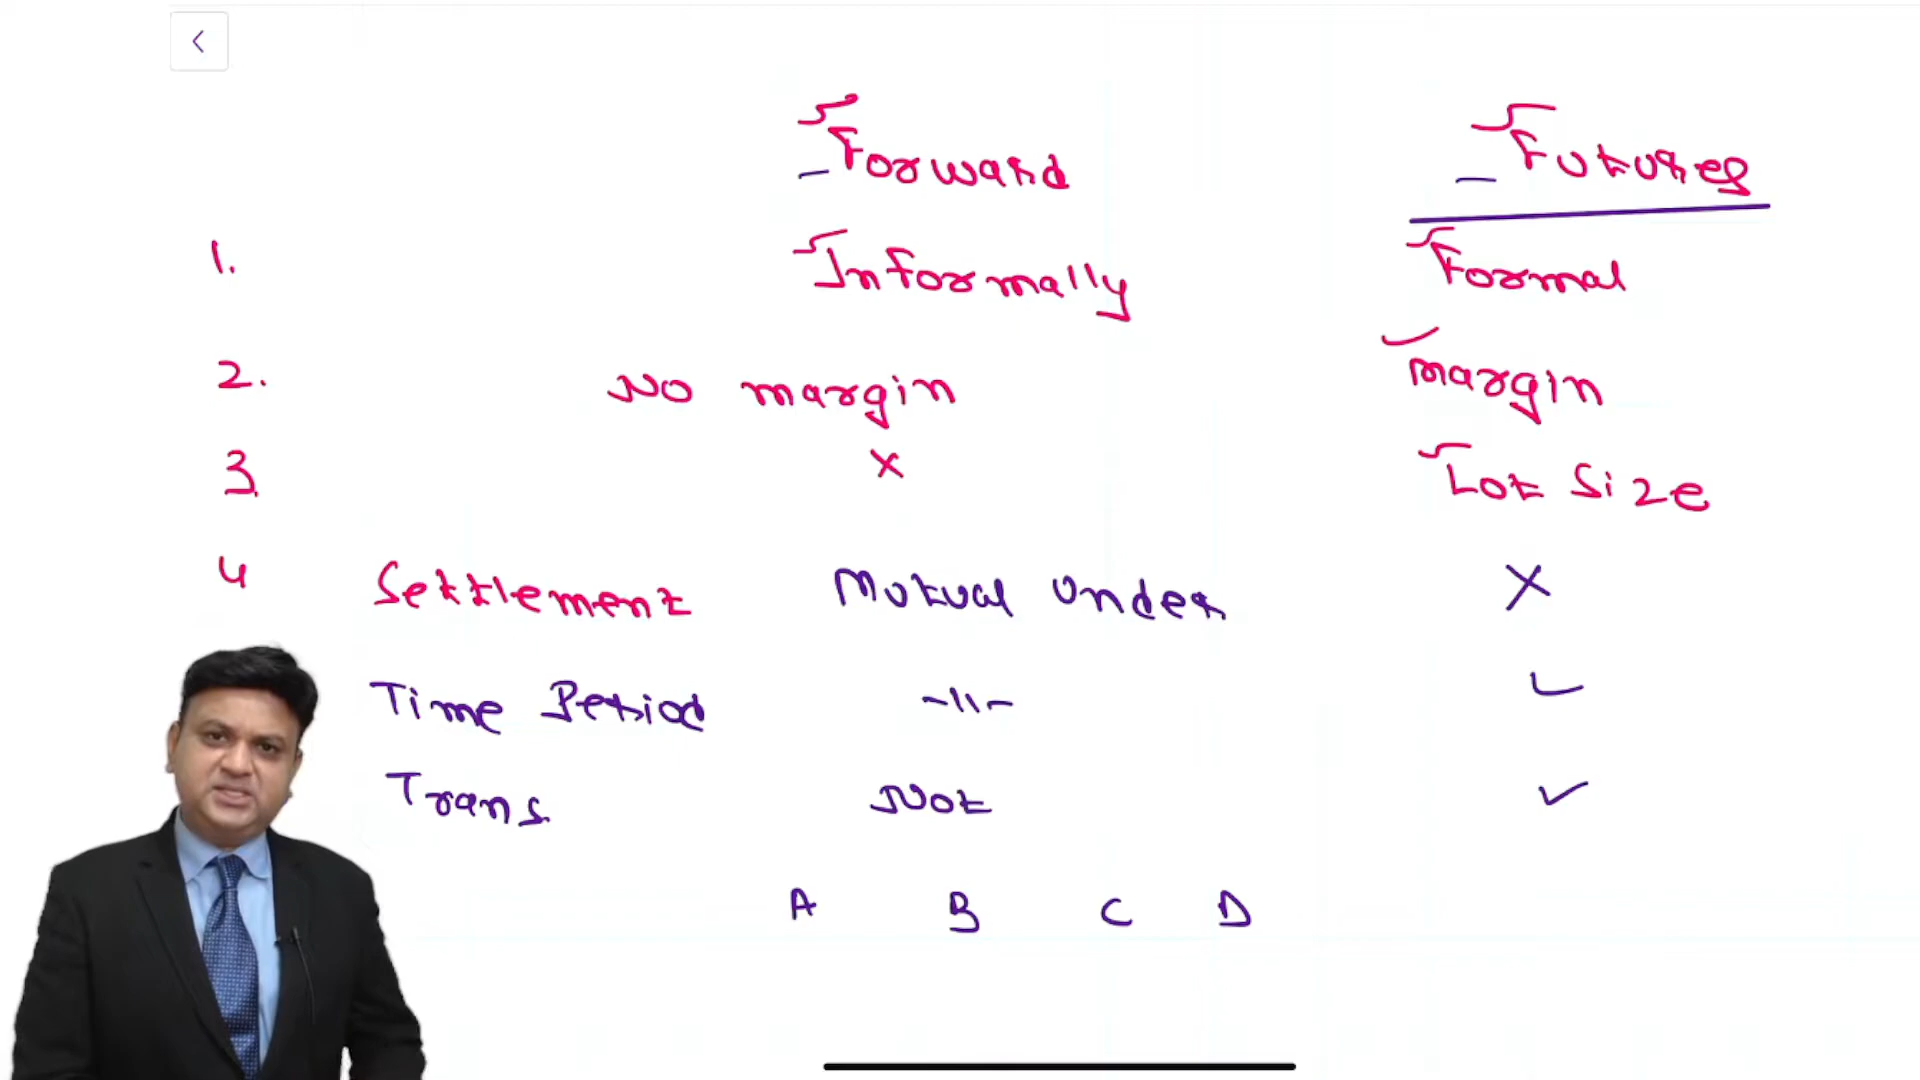 Forward Futures
1. Informally Formal
2. No margin margin
3. x Lot Size
4 Settlement Mutual Under x
Time Period -11- ✓
Trans Not ✓
A B C D